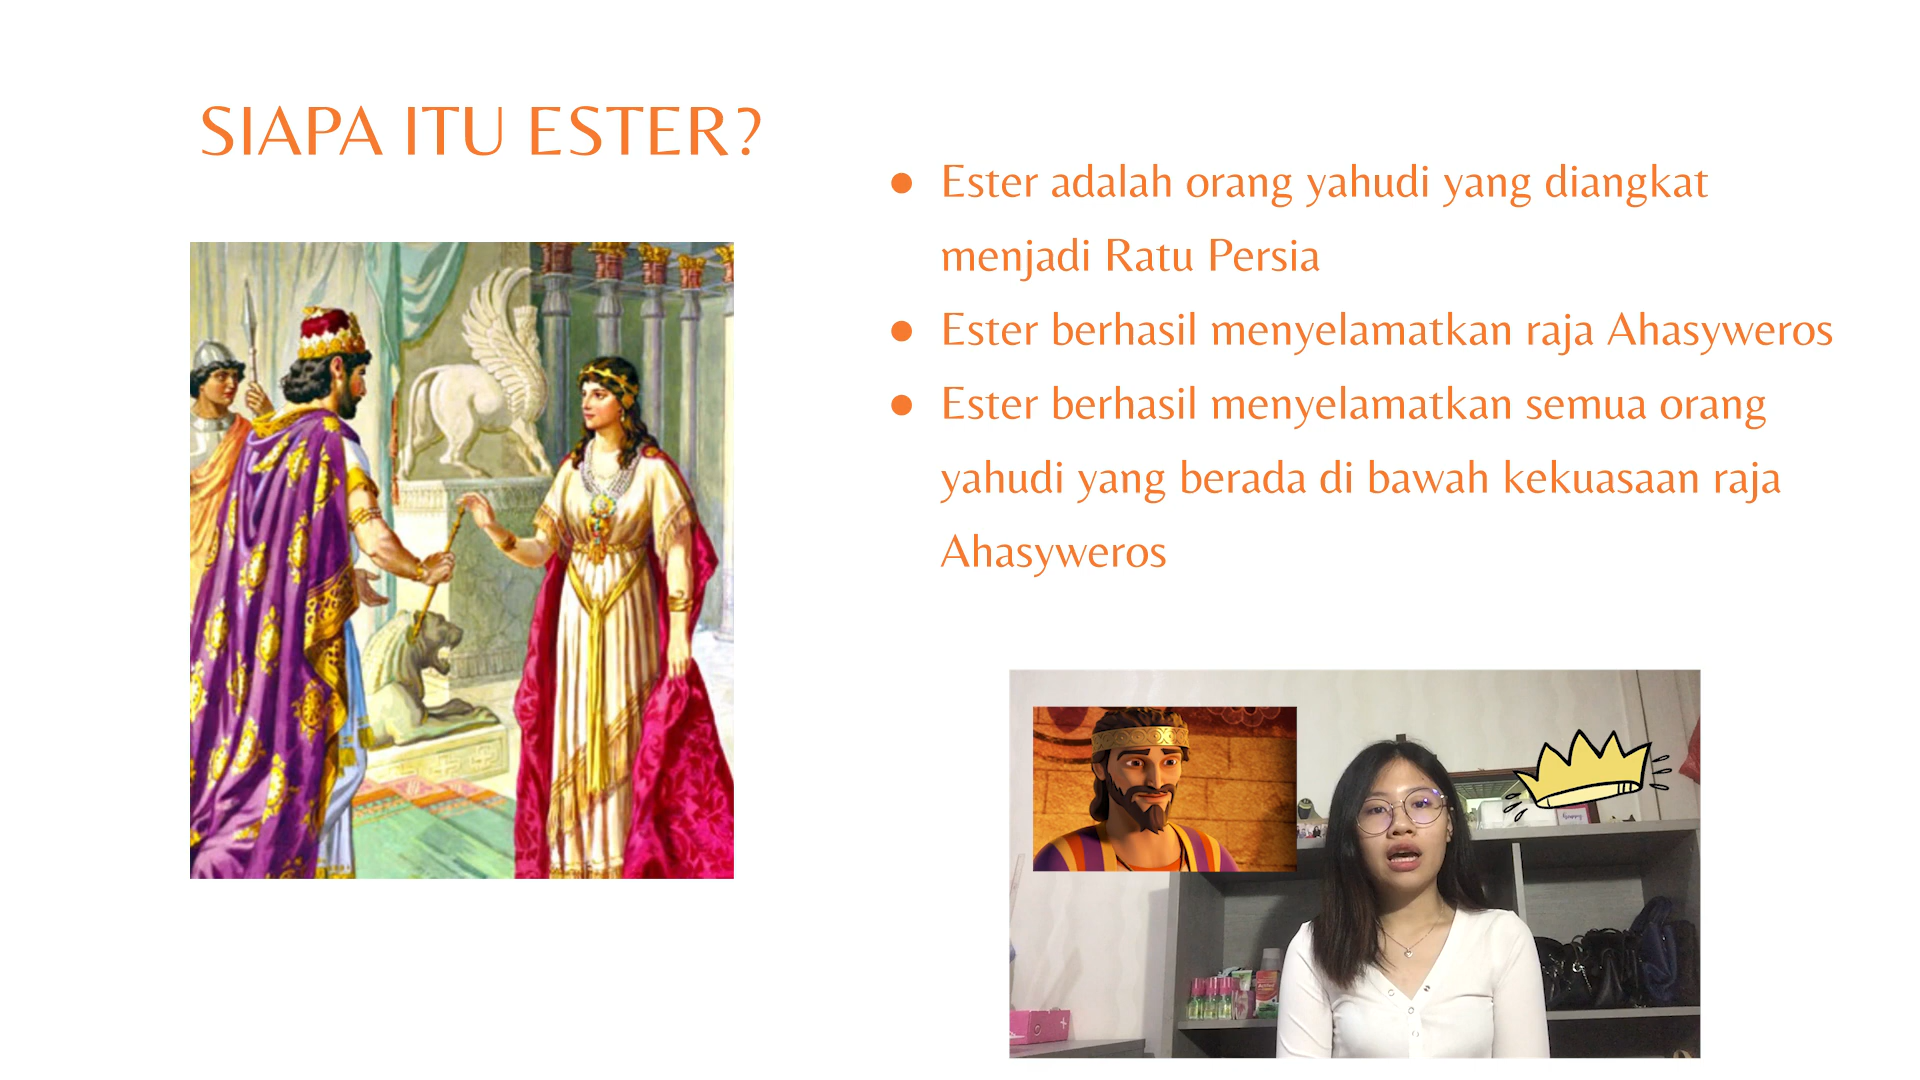 SIAPA ITU ESTER?
● Ester adalah orang yahudi yang diangkat
menjadi Ratu Persia
● Ester berhasil menyelamatkan raja Ahasyweros
● Ester berhasil menyelamatkan semua orang
yahudi yang berada di bawah kekuasaan raja
Ahasyweros